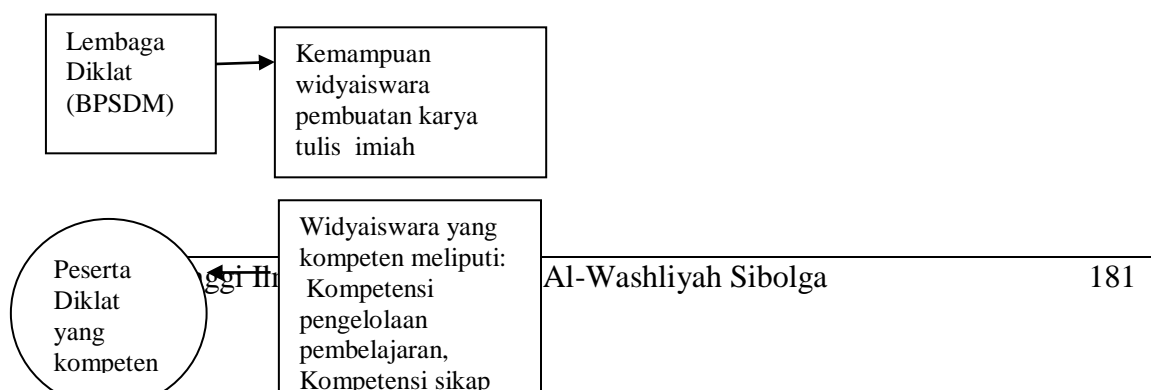 Lembaga
Diklat
(BPSDM)
Kemampuan
widyaiswara
pembuatan karya
tulis imiah
Widyaiswara yang
kompeten meliputi:
Kompetensi
pengelolaan
pembelajaran,
Kompetensi sikap
Peserta
Diklat
yang
kompeten
Al-Washliyah Sibolga 181